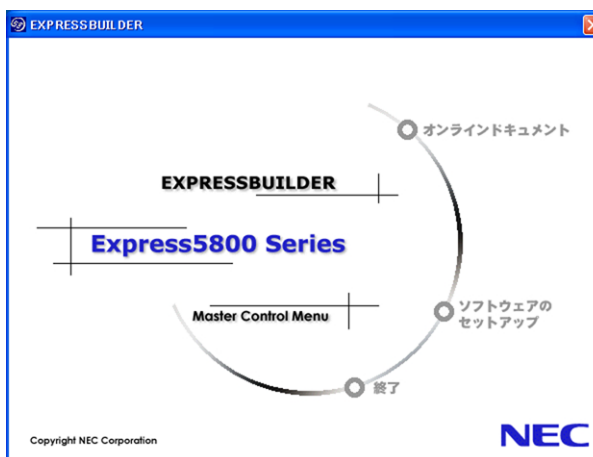 EXPRESSBUILDER
オンラインドキュメント
EXPRESSBUILDER
Express5800 Series
ソフトウェアの
セットアップ
Master Control Menu
終了
Copyright NEC Corporation
NEC